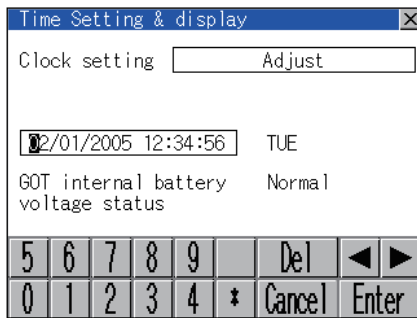 Time Setting & display
Clock setting Adjust
02/01/2005 12:34:56 TUE
GOT internal battery Normal
voltage status
5 6 7 8 9 Del ◀ ▶
0 1 2 3 4 * Cancel Enter